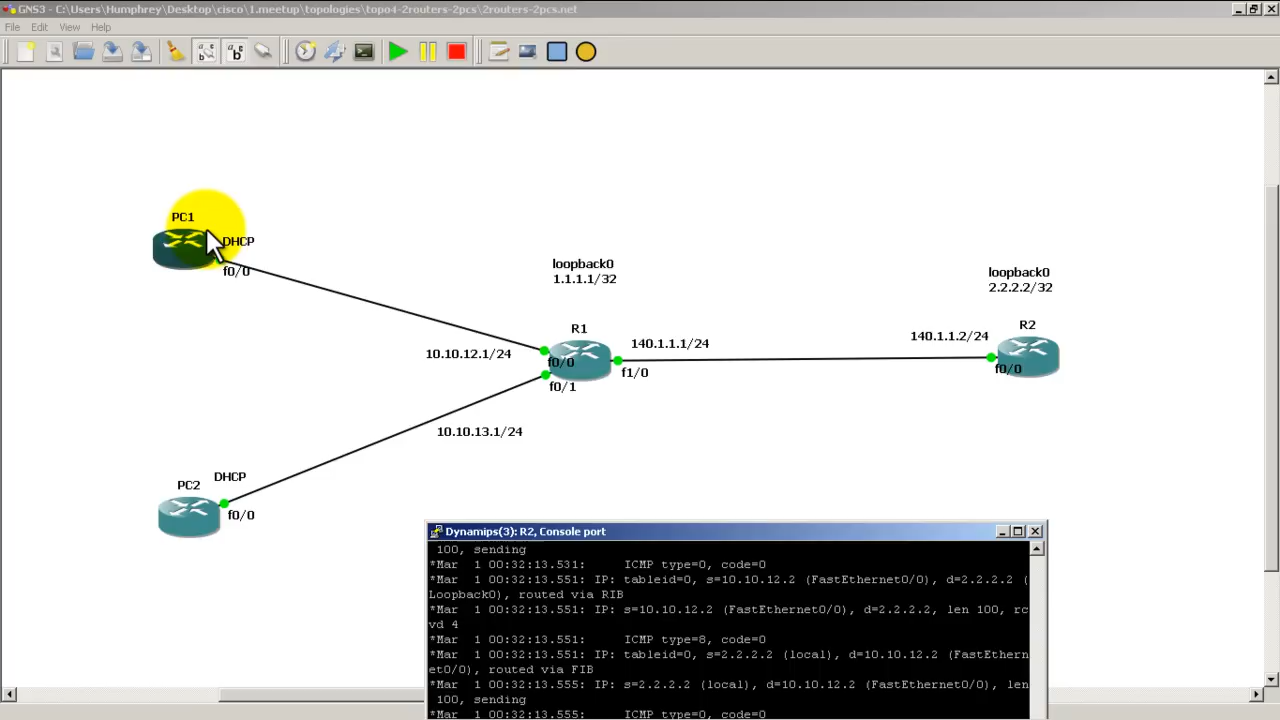 GNS3 - C:\Users\Humphrey\Desktop\cisco\1.meetup\topologies\topo4-2routers-2pcs\2routers-2pcs.net
File Edit View Help
PC1
DHCP
f0/0
loopback0
1.1.1.1/32
loopback0
2.2.2.2/32
R1
R2
140.1.1.1/24
140.1.1.2/24
10.10.12.1/24
f0/0
f1/0
f0/0
f0/1
10.10.13.1/24
DHCP
PC2
f0/0
Dynamips(3): R2, Console port
100, sending
*Mar 1 00:32:13.531: ICMP type=0, code=0
*Mar 1 00:32:13.551: IP: tableid=0, s=10.10.12.2 (FastEthernet0/0), d=2.2.2.2 (
Loopback0), routed via RIB
*Mar 1 00:32:13.551: IP: s=10.10.12.2 (FastEthernet0/0), d=2.2.2.2, len 100, rc
vd 4
*Mar 1 00:32:13.551: ICMP type=8, code=0
*Mar 1 00:32:13.551: IP: tableid=0, s=2.2.2.2 (local), d=10.10.12.2 (FastEthern
et0/0), routed via FIB
*Mar 1 00:32:13.555: IP: s=2.2.2.2 (local), d=10.10.12.2 (FastEthernet0/0), len
100, sending
*Mar 1 00:32:13.555: ICMP type=0, code=0